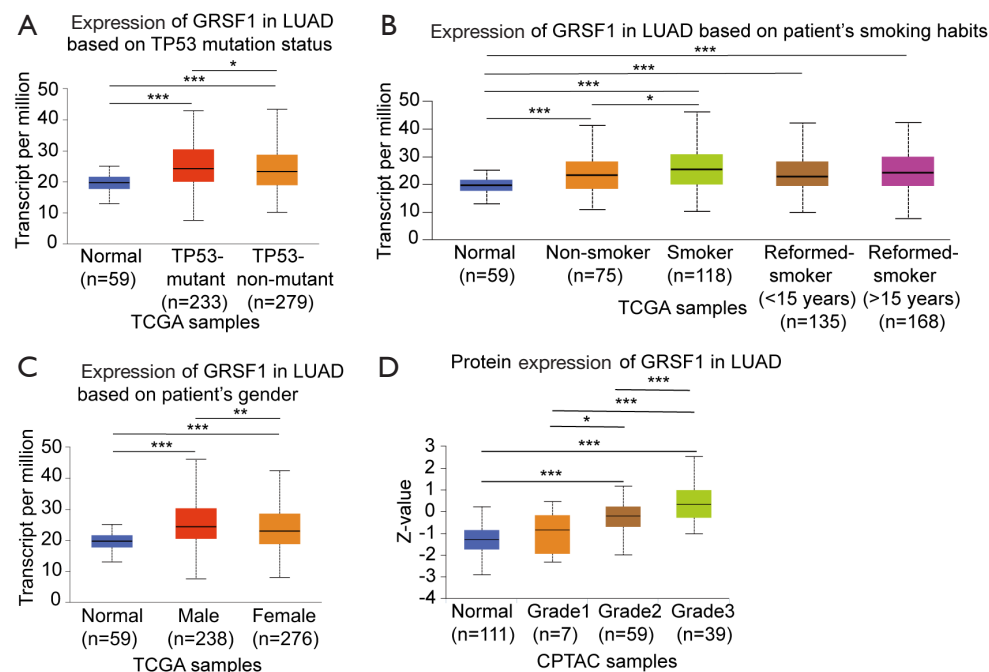 A
Expression of GRSF1 in LUAD
based on TP53 mutation status
*
***
***
Transcript per million
50
40
30
20
10
0
Normal
(n=59)
TP53-
mutant
(n=233)
TP53-
non-mutant
(n=279)
TCGA samples
B
Expression of GRSF1 in LUAD based on patient's smoking habits
***
***
***
***
*
Transcript per million
50
40
30
20
10
0
Normal
(n=59)
Non-smoker
(n=75)
Smoker
(n=118)
Reformed-
smoker
(<15 years)
(n=135)
Reformed-
smoker
(>15 years)
(n=168)
TCGA samples
C
Expression of GRSF1 in LUAD
based on patient's gender
**
***
***
Transcript per million
50
40
30
20
10
0
Normal
(n=59)
Male
(n=238)
Female
(n=276)
TCGA samples
D
Protein expression of GRSF1 in LUAD
***
***
*
***
***
Z-value
3
2
1
0
-1
-2
-3
-4
Normal
(n=111)
Grade1
(n=7)
Grade2
(n=59)
Grade3
(n=39)
CPTAC samples